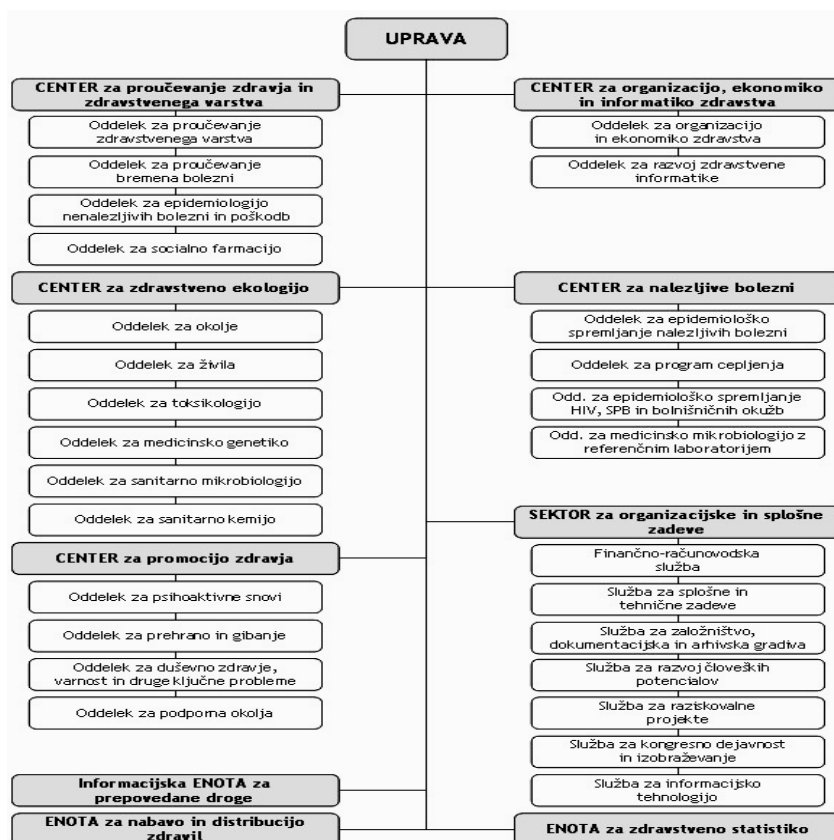 UPRAVA
CENTER za proučevanje zdravja in
zdravstvenega varstva
Oddelek za proučevanje
zdravstvenega varstva
Oddelek za proučevanje
bremena bolezni
Oddelek za epidemiologijo
nenalezljivih bolezni in poškodb
Oddelek za socialno farmacijo
CENTER za zdravstveno ekologijo
Oddelek za okolje
Oddelek za živila
Oddelek za toksikologijo
Oddelek za medicinsko genetiko
Oddelek za sanitarno mikrobiologijo
Oddelek za sanitarno kemijo
CENTER za promocijo zdravja
Oddelek za psihoaktivne snovi
Oddelek za prehrano in gibanje
Oddelek za duševno zdravje,
varnost in druge ključne probleme
Oddelek za podporna okolja
Informacijska ENOTA za
prepovedane droge
ENOTA za nabavo in distribucijo
zdravil
CENTER za organizacijo, ekonomiko
in informatiko zdravstva
Oddelek za organizacijo
in ekonomiko zdravstva
Oddelek za razvoj zdravstvene
informatike
CENTER za nalezljive bolezni
Oddelek za epidemiološko
spremljanje nalezljivih bolezni
Oddelek za program cepljenja
Odd. za epidemiološko spremljanje
HIV, SPB in bolnišničnih okužb
Odd. za medicinsko mikrobiologijo z
referenčnim laboratorijem
SEKTOR za organizacijske in splošne
zadeve
Finančno-računovodska
služba
Služba za splošne in
tehnične zadeve
Služba za založništvo,
dokumentacijska in arhivska gradiva
Služba za razvoj človeških
potencialov
Služba za raziskovalne
projekte
Služba za kongresno dejavnost
in izobraževanje
Služba za informacijsko
tehnologijo
ENOTA za zdravstveno statistiko